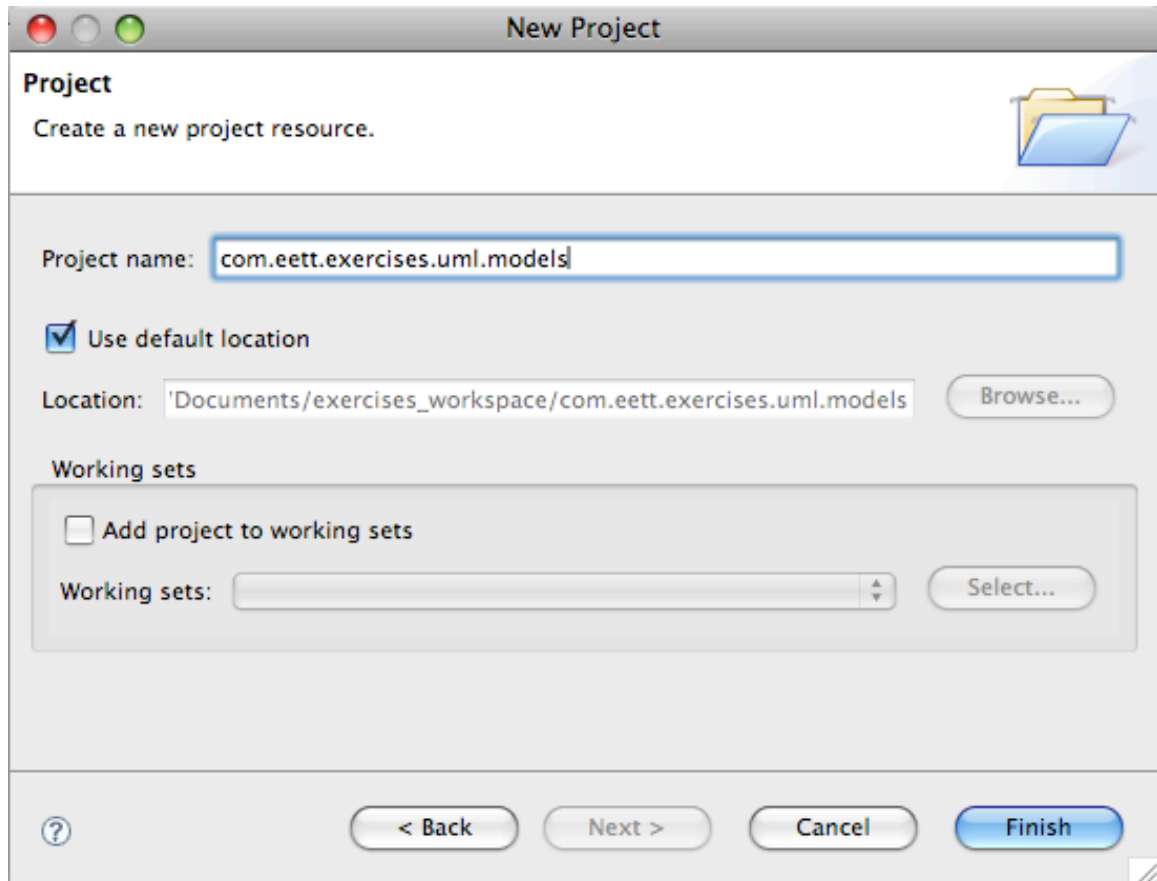 New Project
Project
Create a new project resource.
Project name: com.eett.exercises.uml.models
Use default location
Location: 'Documents/exercises_workspace/com.eett.exercises.uml.models Browse...
Working sets
Add project to working sets
Working sets: Select...
? < Back Next > Cancel Finish